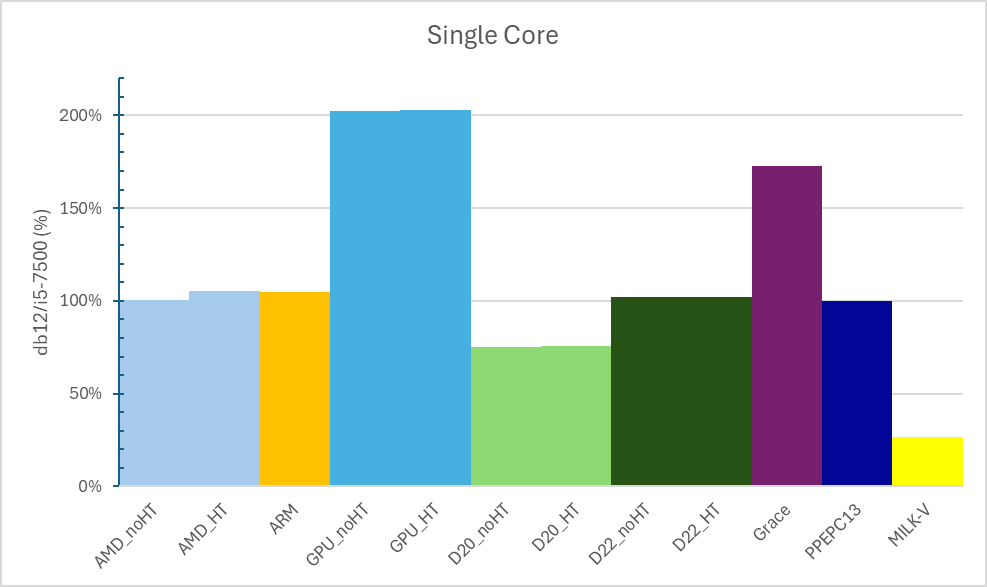 Single Core
db12/i5-7500 (%)
200%
150%
100%
50%
0%
AMD_noHT
AMD_HT
ARM
GPU_noHT
GPU_HT
D20_noHT
D20_HT
D22_noHT
D22_HT
Grace
PPEPC13
MILK-V